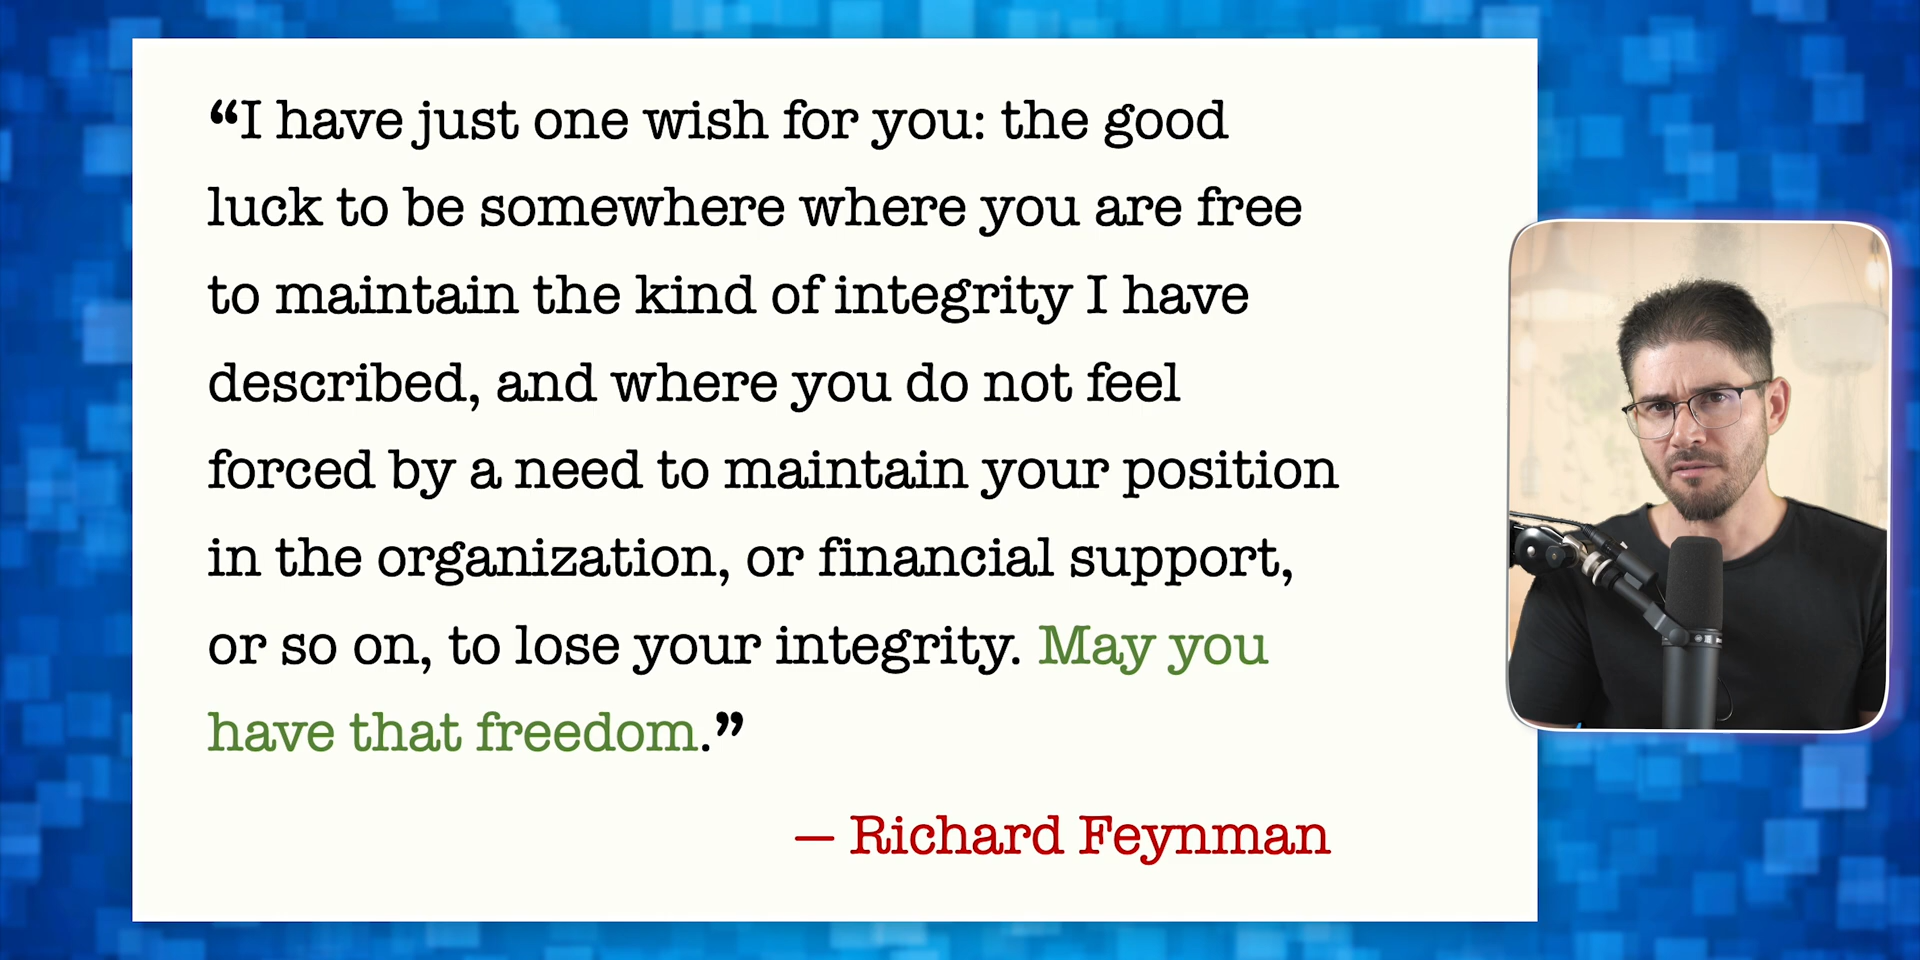 “I have just one wish for you: the good
luck to be somewhere where you are free
to maintain the kind of integrity I have
described, and where you do not feel
forced by a need to maintain your position
in the organization, or financial support,
or so on, to lose your integrity. May you
have that freedom.”
— Richard Feynman